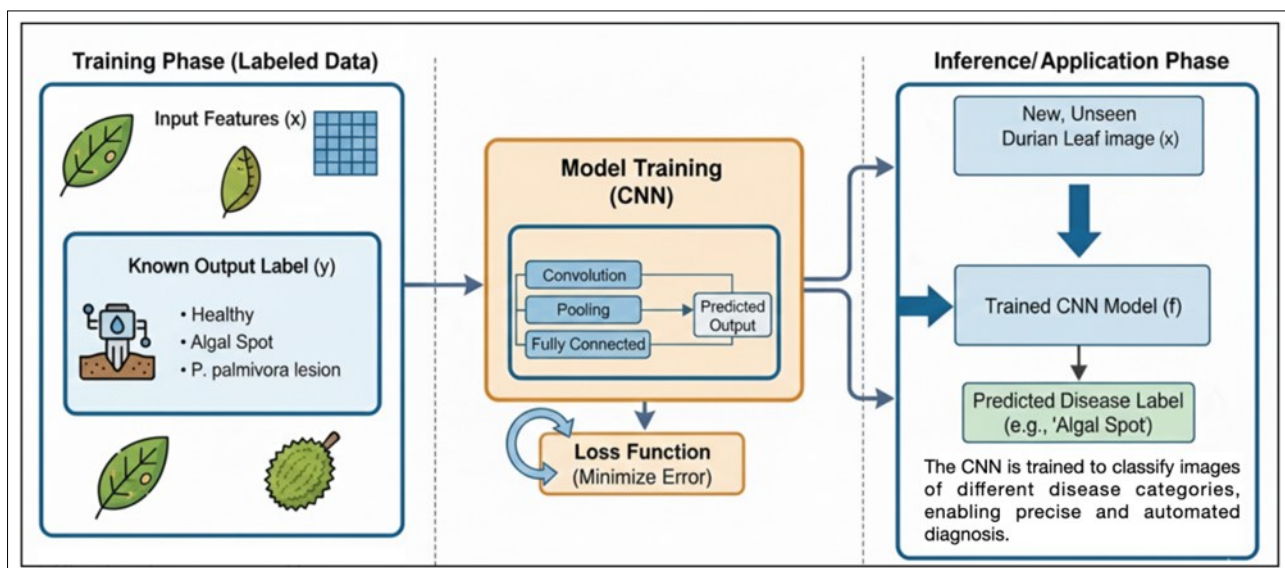 Training Phase (Labeled Data)
Input Features (x)
Known Output Label (y)
• Healthy
• Algal Spot
• P. palmivora lesion
Model Training
(CNN)
Convolution
Pooling
Fully Connected
Predicted
Output
Loss Function
(Minimize Error)
Inference/Application Phase
New, Unseen
Durian Leaf image (x)
Trained CNN Model (f)
Predicted Disease Label
(e.g., 'Algal Spot')
The CNN is trained to classify images
of different disease categories,
enabling precise and automated
diagnosis.